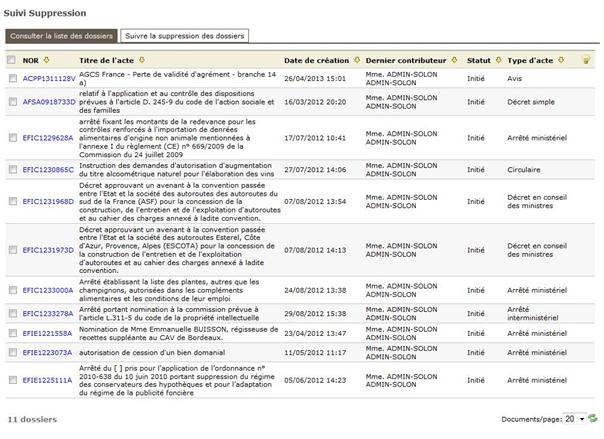 Suivi Suppression
Consulter la liste des dossiers
Suivre la suppression des dossiers
NOR Titre de l'acte Date de création Dernier contributeur Statut Type d'acte
ACPP1311128V AGCS France - Perte de validité d'agrément - branche 14 a) 26/04/2013 15:01 Mme. ADMIN-SOLON ADMIN-SOLON Initié Avis
AFSA0918733D relatif à l'application et au contrôle des dispositions prévues à l'article D. 245-9 du code de l'action sociale et des familles 16/03/2012 20:20 Mme. ADMIN-SOLON ADMIN-SOLON Initié Décret simple
EFIC1229628A arrêté fixant les montants de la redevance pour les contrôles renforcés à l'importation de denrées alimentaires d'origine non animale mentionnées à l'annexe I du règlement (CE) n° 669/2009 de la Commission du 24 juillet 2009 17/07/2012 10:41 Mme. ADMIN-SOLON ADMIN-SOLON Initié Arrêté ministériel
EFIC1230865C Instruction des demandes d'autorisation d'augmentation du titre alcoométrique naturel pour l'élaboration des vins 27/07/2012 14:06 Mme. ADMIN-SOLON ADMIN-SOLON Initié Circulaire
EFIC1231968D Décret approuvant un avenant à la convention passée entre l'Etat et la société des autoroutes des autoroutes du sud de la France (ASF) pour la concession de la construction, de l'entretien et de l'exploitation d'autoroutes et au cahier des charges annexé à ladite convention. 07/08/2012 13:54 Mme. ADMIN-SOLON ADMIN-SOLON Initié Décret en conseil des ministres
EFIC1231973D Décret approuvant un avenant à la convention passée entre l'Etat et la société des autoroutes Esterel, Côte d'Azur, Provence, Alpes (ESCOTA) pour la concession de la construction de l'entretien et de l'exploitation d'autoroutes et au cahier des charges annexé à ladite convention. 07/08/2012 14:13 Mme. ADMIN-SOLON ADMIN-SOLON Initié Décret en conseil des ministres
EFIC1233000A Arrêté établissant la liste des plantes, autres que les champignons, autorisées dans les compléments alimentaires et les conditions de leur emploi 24/08/2012 13:38 Mme. ADMIN-SOLON ADMIN-SOLON Initié Arrêté ministériel
EFIC1233278A Arrêté portant nomination à la commission prévue à l'article L.311-5 du code de la propriété intellectuelle 29/08/2012 15:38 Mme. ADMIN-SOLON ADMIN-SOLON Initié Arrêté interministériel
EFIE1221558A Nomination de Mme Emmanuelle BUISSON, régisseuse de recettes suppléante au CAV de Bordeaux. 23/04/2012 13:47 Mme. ADMIN-SOLON ADMIN-SOLON Initié Arrêté ministériel
EFIE1223073A autorisation de cession d'un bien domanial 11/05/2012 11:17 Mme. ADMIN-SOLON ADMIN-SOLON Initié Arrêté ministériel
EFIE1225111A Arrêté du [ ] pris pour l'application de l'ordonnance n° 2010-638 du 10 juin 2010 portant suppression du régime des conservateurs des hypothèques et pour l'adaptation du régime de la publicité foncière 05/06/2012 14:23 Mme. ADMIN-SOLON ADMIN-SOLON Initié Arrêté ministériel
11 dossiers
Documents/page: 20